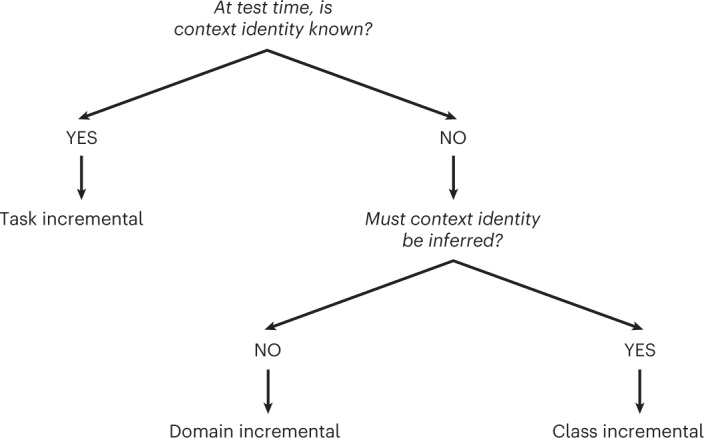 At test time, is
context identity known?
YES
NO
Task incremental
Must context identity
be inferred?
NO
YES
Domain incremental
Class incremental